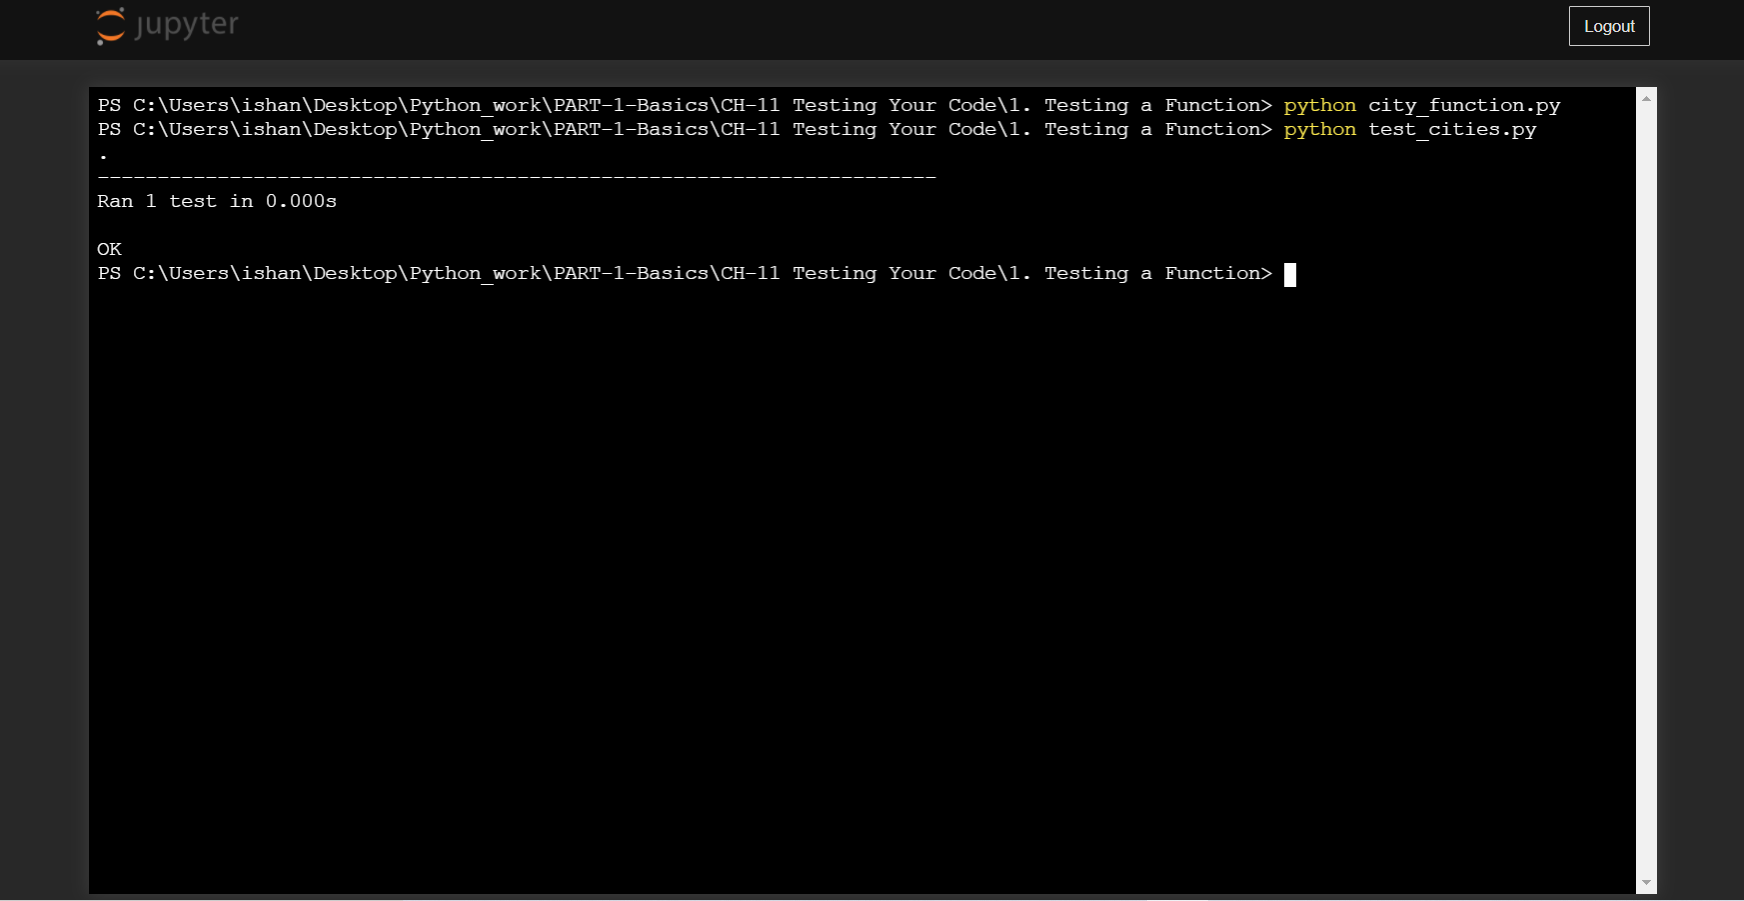 jupyter
Logout
PS C:\Users\ishan\Desktop\Python_work\PART-1-Basics\CH-11 Testing Your Code\1. Testing a Function> python city_function.py
PS C:\Users\ishan\Desktop\Python_work\PART-1-Basics\CH-11 Testing Your Code\1. Testing a Function> python test_cities.py
.
----------------------------------------------------------------------
Ran 1 test in 0.000s
OK
PS C:\Users\ishan\Desktop\Python_work\PART-1-Basics\CH-11 Testing Your Code\1. Testing a Function>